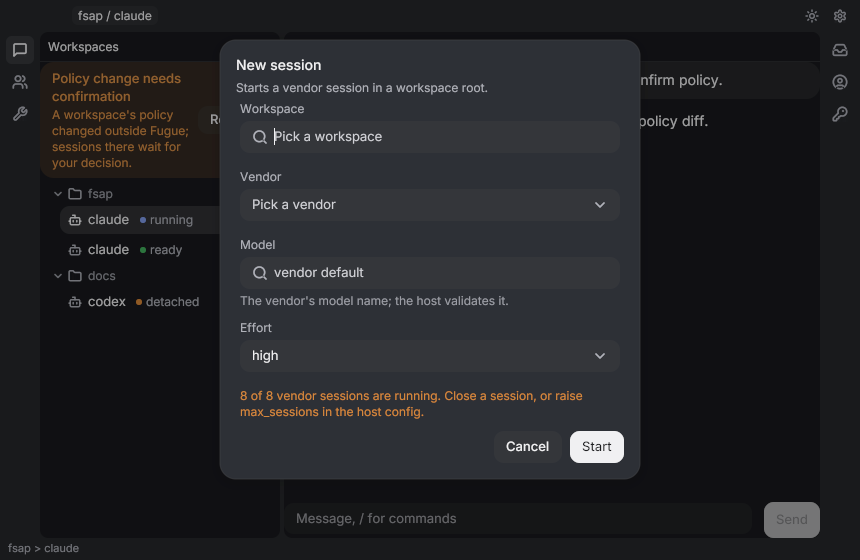 fsap / claude
Workspaces
Policy change needs
confirmation
A workspace's policy
changed outside Fugue;
sessions there wait for
your decision.
fsap
claude running
claude ready
docs
codex detached
nfirm policy.
policy diff.
New session
Starts a vendor session in a workspace root.
Workspace
Pick a workspace
Vendor
Pick a vendor
Model
vendor default
The vendor's model name; the host validates it.
Effort
high
8 of 8 vendor sessions are running. Close a session, or raise
max_sessions in the host config.
Cancel
Start
Message, / for commands
Send
fsap > claude